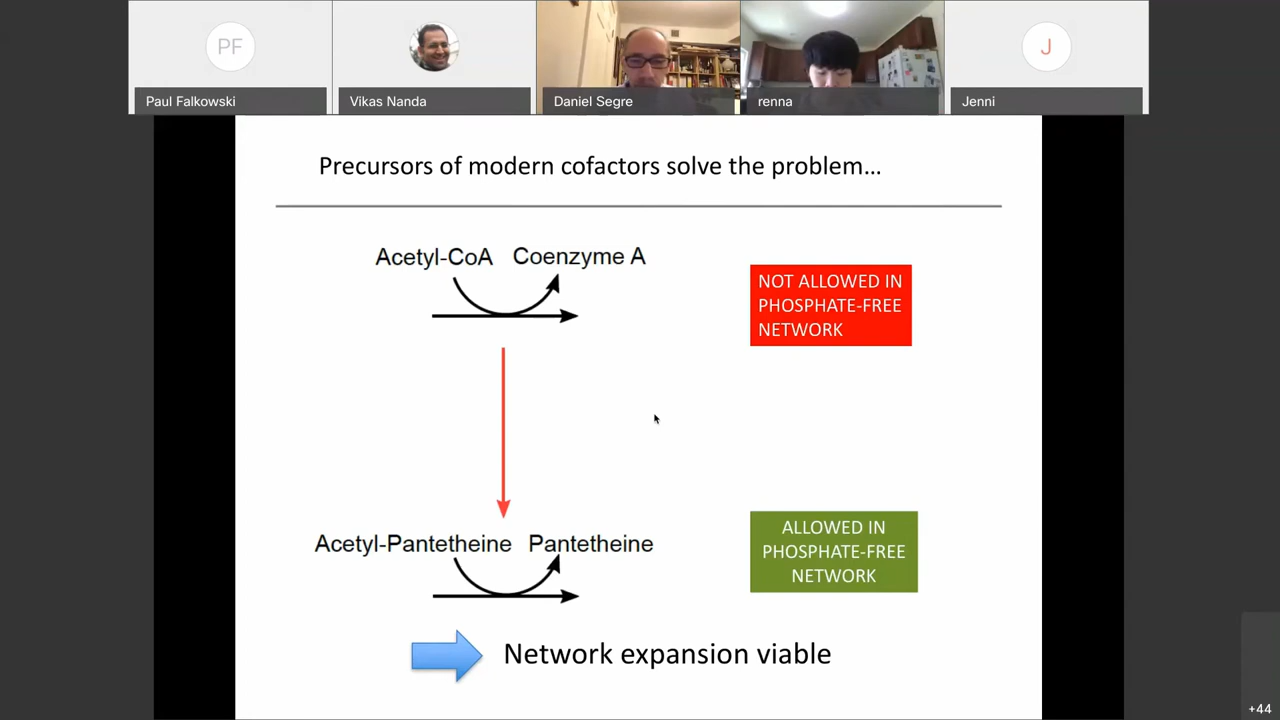 PF
J
Paul Falkowski
Vikas Nanda
Daniel Segre
renna
Jenni
Precursors of modern cofactors solve the problem…
Acetyl-CoA Coenzyme A
NOT ALLOWED IN
PHOSPHATE-FREE
NETWORK
Acetyl-Pantetheine Pantetheine
ALLOWED IN
PHOSPHATE-FREE
NETWORK
Network expansion viable
+44